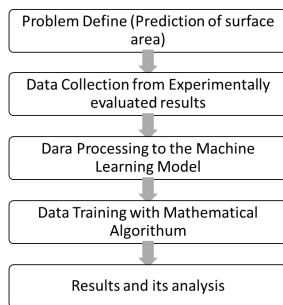 Problem Define (Prediction of surface
area)
Data Collection from Experimentally
evaluated results
Dara Processing to the Machine
Learning Model
Data Training with Mathematical
Algorithum
Results and its analysis